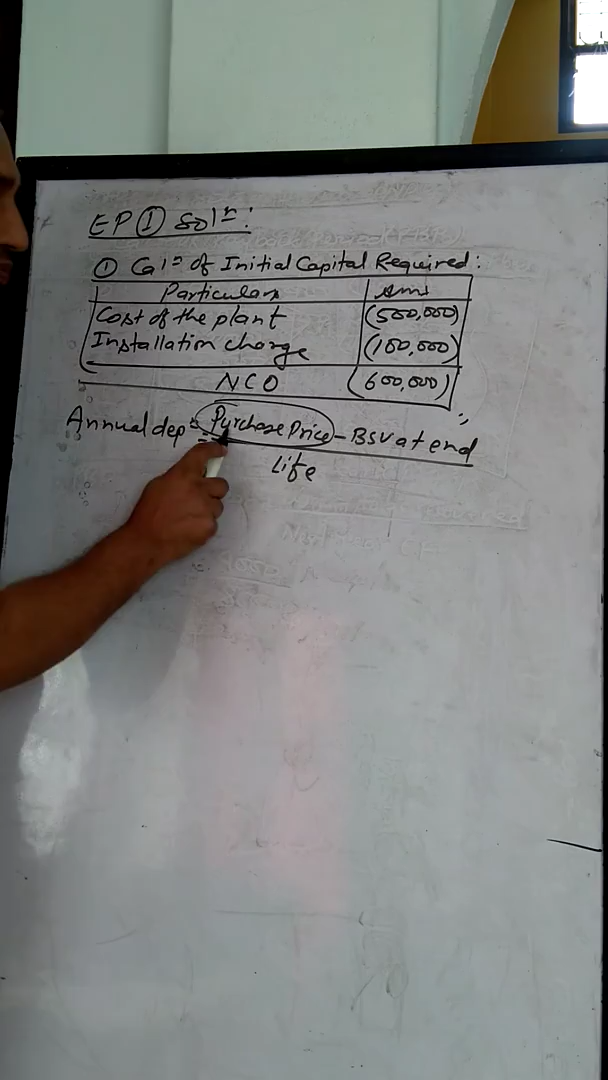 EP ① Solⁿ:
① Calⁿ of Initial Capital Required:
Particulars Amt
Cost of the plant (500,000)
Installation charge (100,000)
NCO (600,000)
Annual dep = Purchase Price - BSV at end
Life